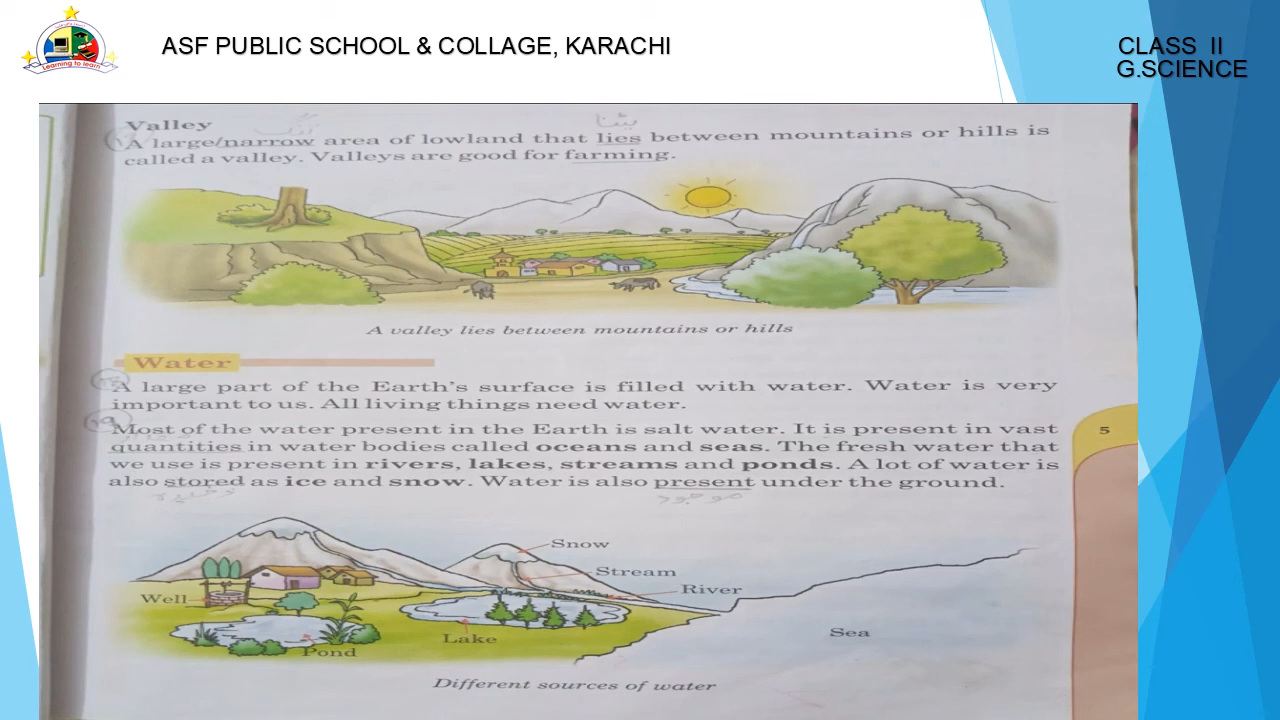 ASF PUBLIC SCHOOL & COLLAGE, KARACHI
CLASS II
G.SCIENCE
Learning to learn
Valley
A large/narrow area of lowland that lies between mountains or hills is
called a valley. Valleys are good for farming.
A valley lies between mountains or hills
Water
A large part of the Earth's surface is filled with water. Water is very
important to us. All living things need water.
Most of the water present in the Earth is salt water. It is present in vast
quantities in water bodies called oceans and seas. The fresh water that
we use is present in rivers, lakes, streams and ponds. A lot of water is
also stored as ice and snow. Water is also present under the ground.
ذخیرہ
موجود
5
Snow
Stream
River
Well
Lake
Pond
Sea
Different sources of water